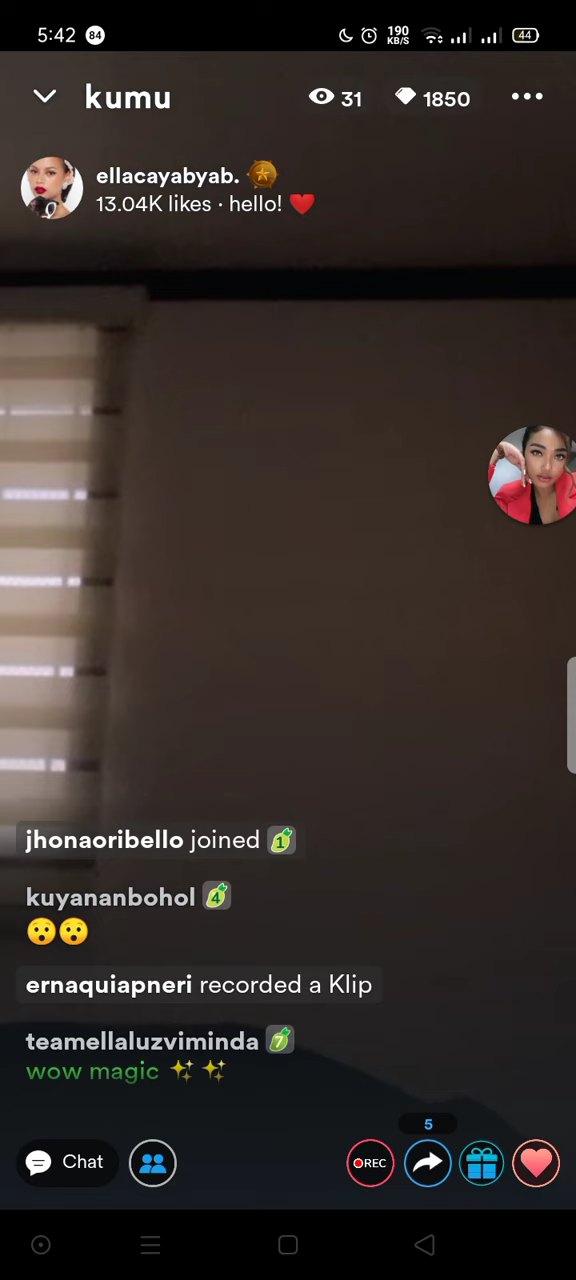 5:42 84 190 KB/S 44
kumu 31 1850
ellacayabyab.
13.04K likes · hello! ❤️
jhonaoribello joined 1
kuyananbohol 4
😯😯
ernaquiapneri recorded a Klip
teamellaluzviminda 7
wow magic ✨ ✨
5
Chat REC